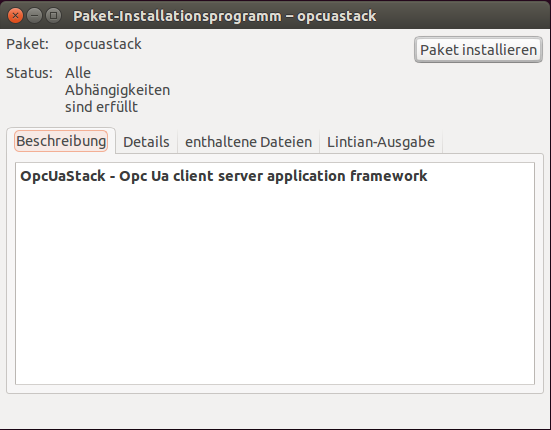 Paket-Installationsprogramm – opcuastack
Paket: opcuastack
Paket installieren
Status: Alle
Abhängigkeiten
sind erfüllt
Beschreibung Details enthaltene Dateien Lintian-Ausgabe
OpcUaStack - Opc Ua client server application framework